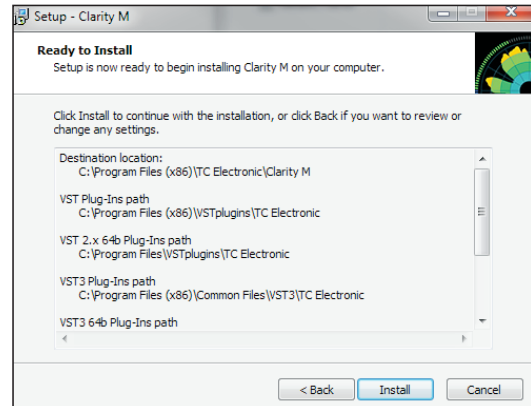 Setup - Clarity M
Ready to Install
Setup is now ready to begin installing Clarity M on your computer.
Click Install to continue with the installation, or click Back if you want to review or
change any settings.
Destination location:
C:\Program Files (x86)\TC Electronic\Clarity M
VST Plug-Ins path
C:\Program Files (x86)\VSTplugins\TC Electronic
VST 2.x 64b Plug-Ins path
C:\Program Files\VSTplugins\TC Electronic
VST3 Plug-Ins path
C:\Program Files (x86)\Common Files\VST3\TC Electronic
VST3 64b Plug-Ins path
< Back Install Cancel